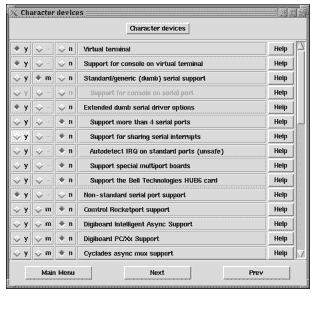 Character devices
Character devices
y - n Virtual terminal Help
y - n Support for console on virtual terminal Help
y m n Standard/generic (dumb) serial support Help
y - n Support for console on serial port Help
y - n Extended dumb serial driver options Help
y - n Support more than 4 serial ports Help
y - n Support for sharing serial interrupts Help
y - n Autodetect IRQ on standard ports (unsafe) Help
y - n Support special multiport boards Help
y - n Support the Bell Technologies HUB6 card Help
y - n Non-standard serial port support Help
y m n Comtrol Rocketport support Help
y m n Digiboard Intelligent Async Support Help
y m n Digiboard PC/Xx Support Help
y m n Cyclades async mux support Help
Main Menu Next Prev